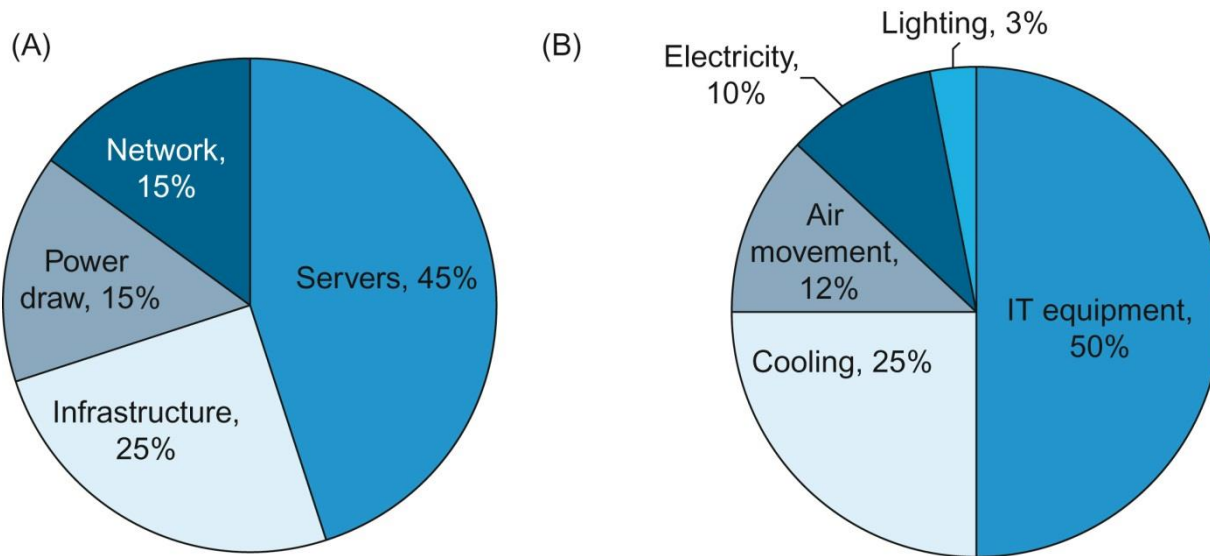 (A)
Network,
15%
Power
draw, 15%
Servers, 45%
Infrastructure,
25%
(B)
Lighting, 3%
Electricity,
10%
Air
movement,
12%
IT equipment,
50%
Cooling, 25%